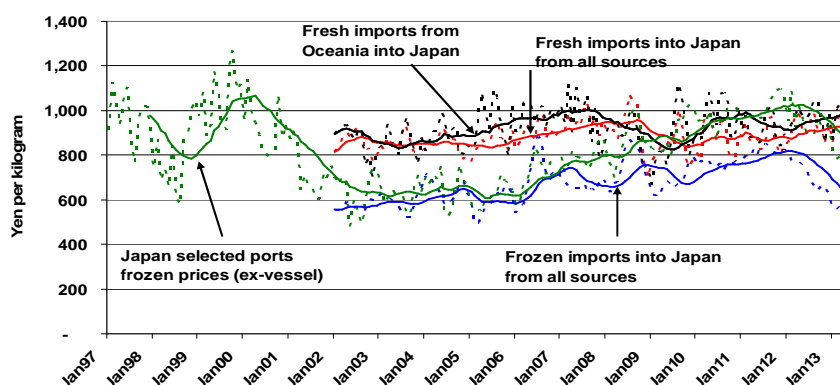 1,400
1,200
1,000
800
600
400
200
-
Yen per kilogram
Fresh imports from
Oceania into Japan
Fresh imports into Japan
from all sources
Japan selected ports
frozen prices (ex-vessel)
Frozen imports into Japan
from all sources
Jan97
Jan98
Jan99
Jan00
Jan01
Jan02
Jan03
Jan04
Jan05
Jan06
Jan07
Jan08
Jan09
Jan10
Jan11
Jan12
Jan13